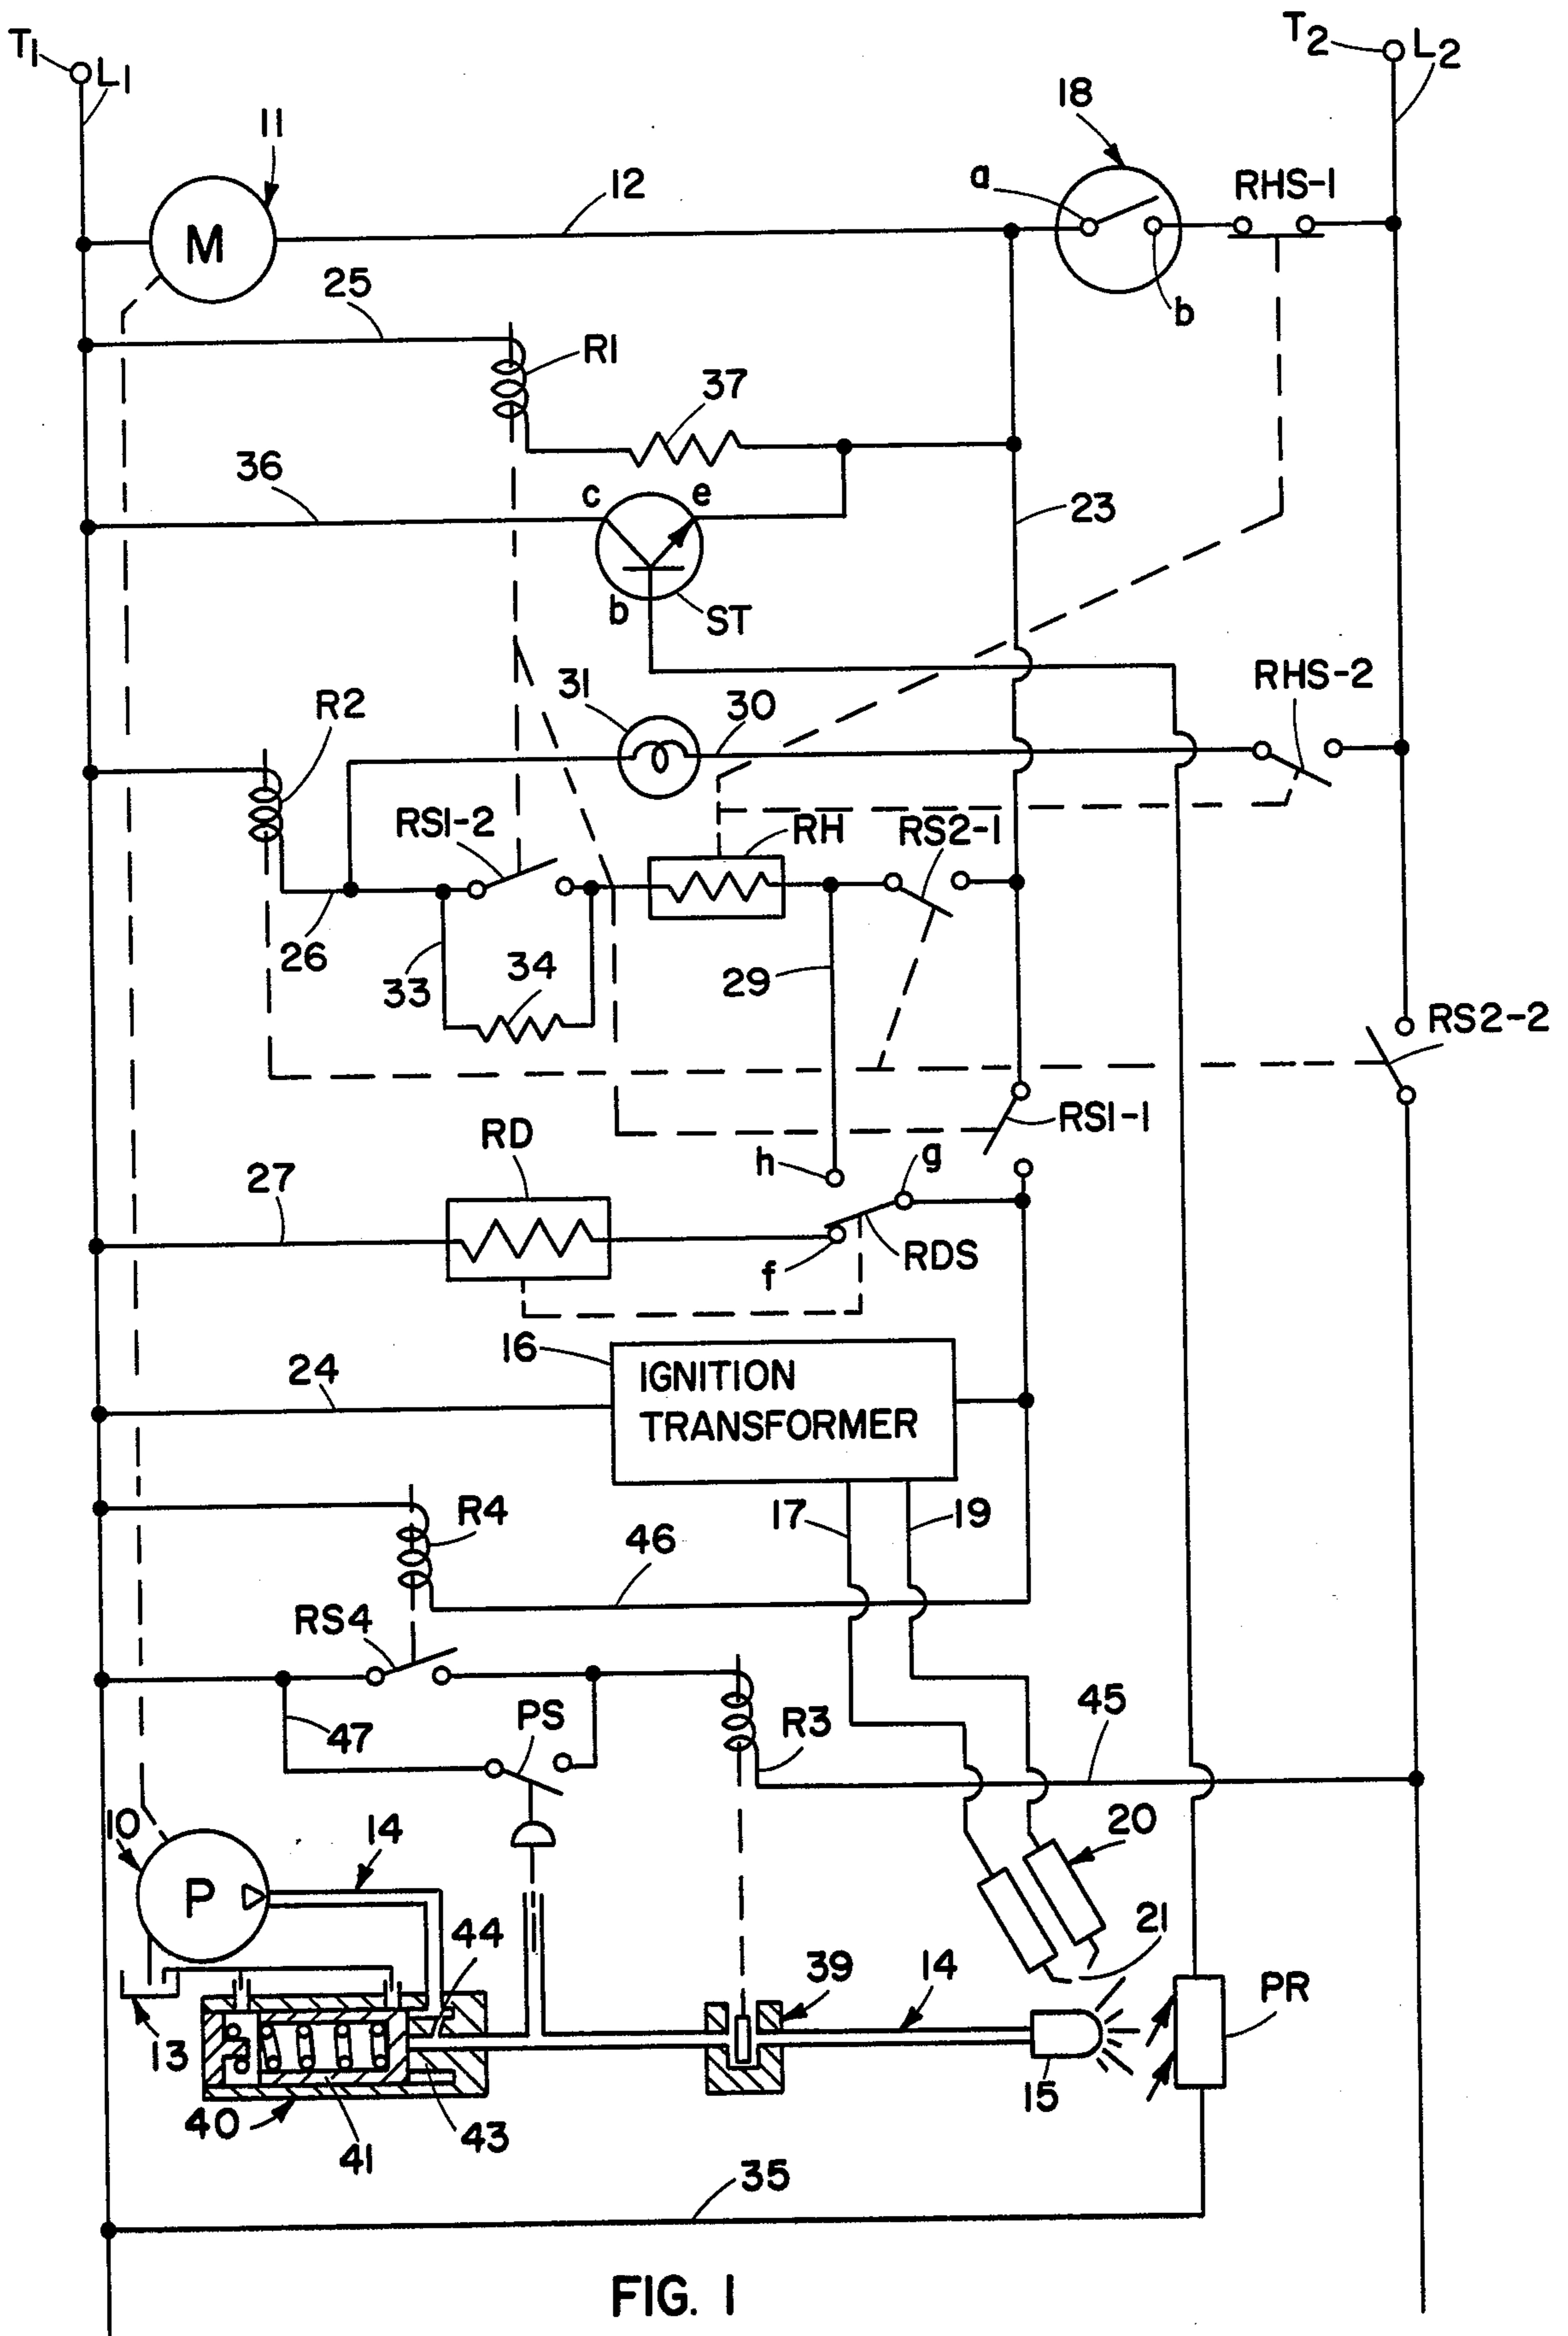 T1
L1
T2
L2
11
18
12
a
RHS-1
M
b
25
R1
37
36
c
e
23
b
ST
31
30
RHS-2
R2
RS1-2
RH
RS2-1
26
33
34
29
RS2-2
RD
RS1-1
h
g
27
f
RDS
16
IGNITION
TRANSFORMER
24
R4
17
19
46
RS4
47
PS
R3
45
10
14
20
P
44
21
39
14
PR
13
15
40
41
43
35
FIG. 1